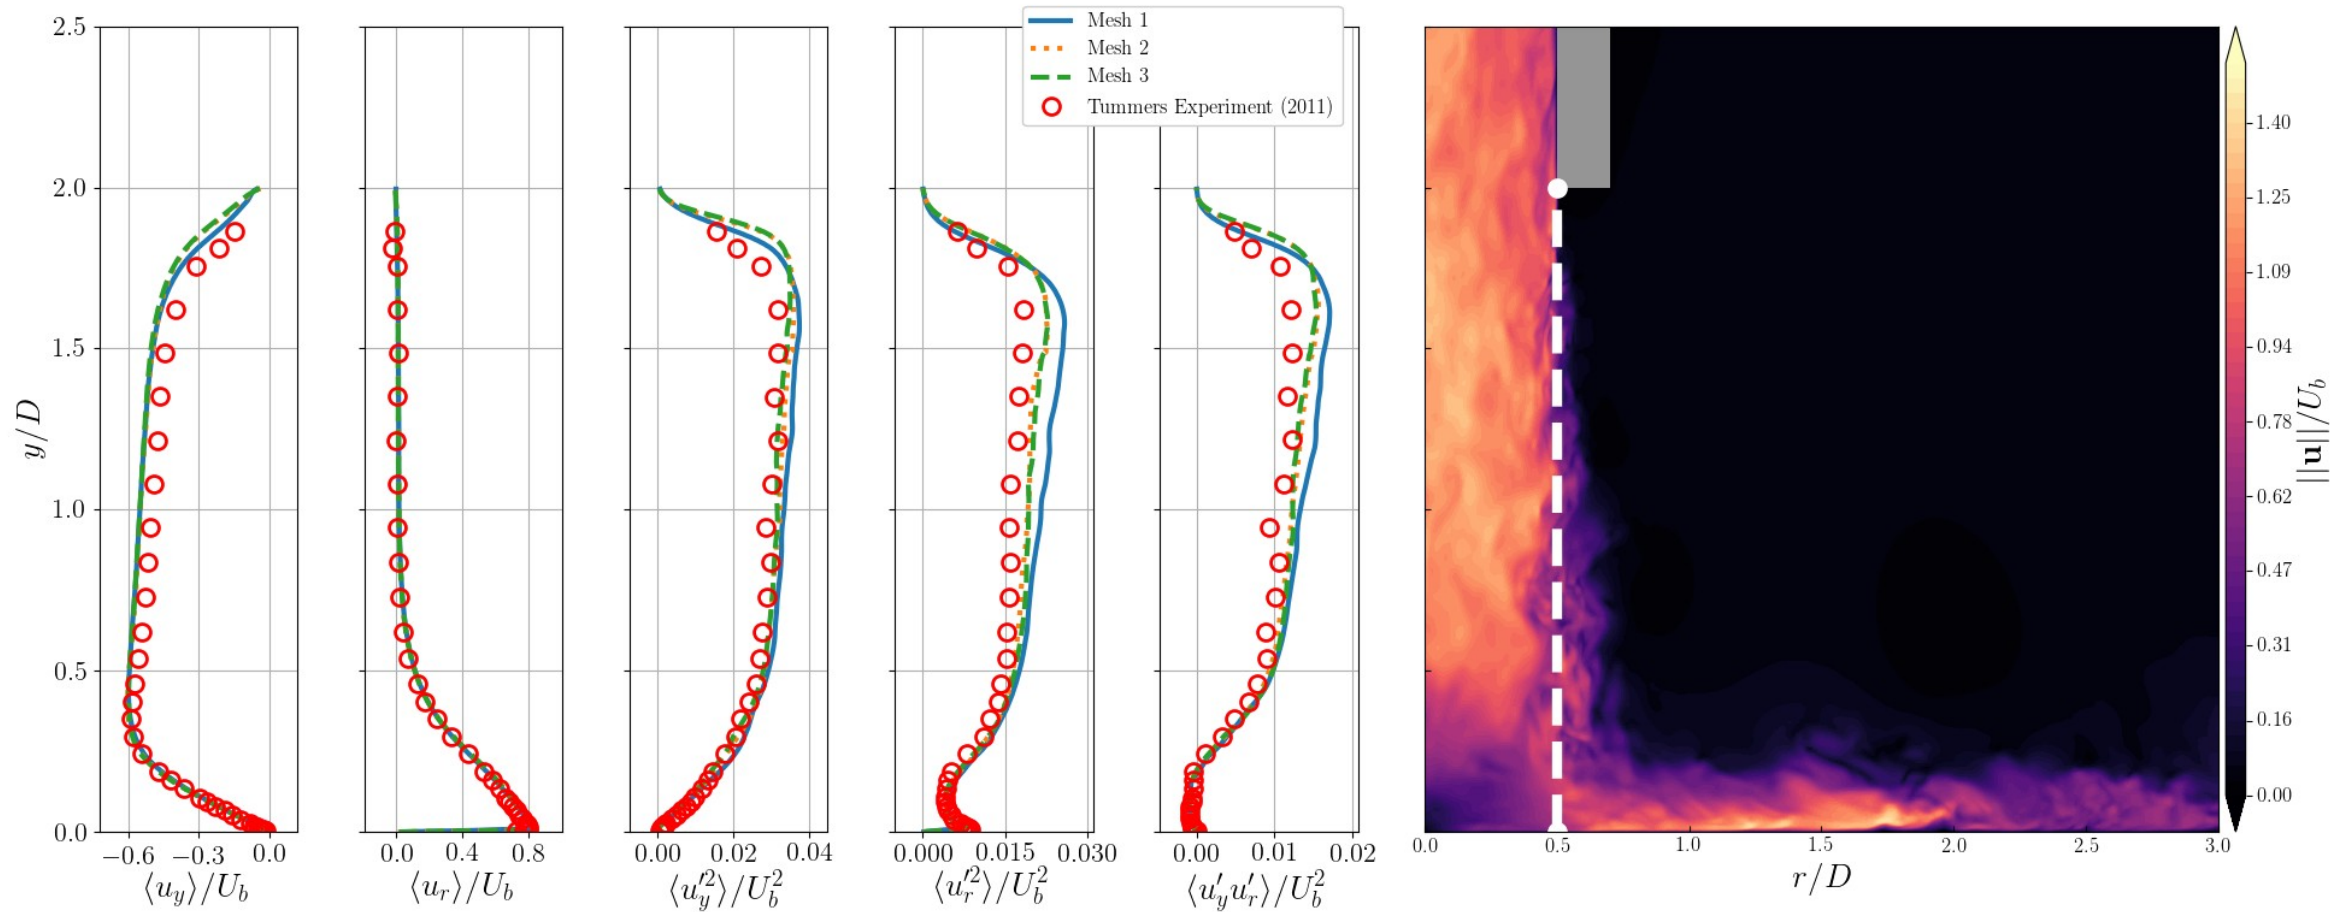 Mesh 1
Mesh 2
Mesh 3
Tummers Experiment (2011)
y/D
2.5
2.0
1.5
1.0
0.5
0.0
−0.6 −0.3 0.0
⟨u_y⟩/U_b
0.0 0.4 0.8
⟨u_r⟩/U_b
0.00 0.02 0.04
⟨u′_y^2⟩/U_b^2
0.000 0.015 0.030
⟨u′_r^2⟩/U_b^2
0.00 0.01 0.02
⟨u′_y u′_r⟩/U_b^2
0.0 0.5 1.0 1.5 2.0 2.5 3.0
r/D
1.40
1.25
1.09
0.94
0.78
0.62
0.47
0.31
0.16
0.00
||u||/U_b